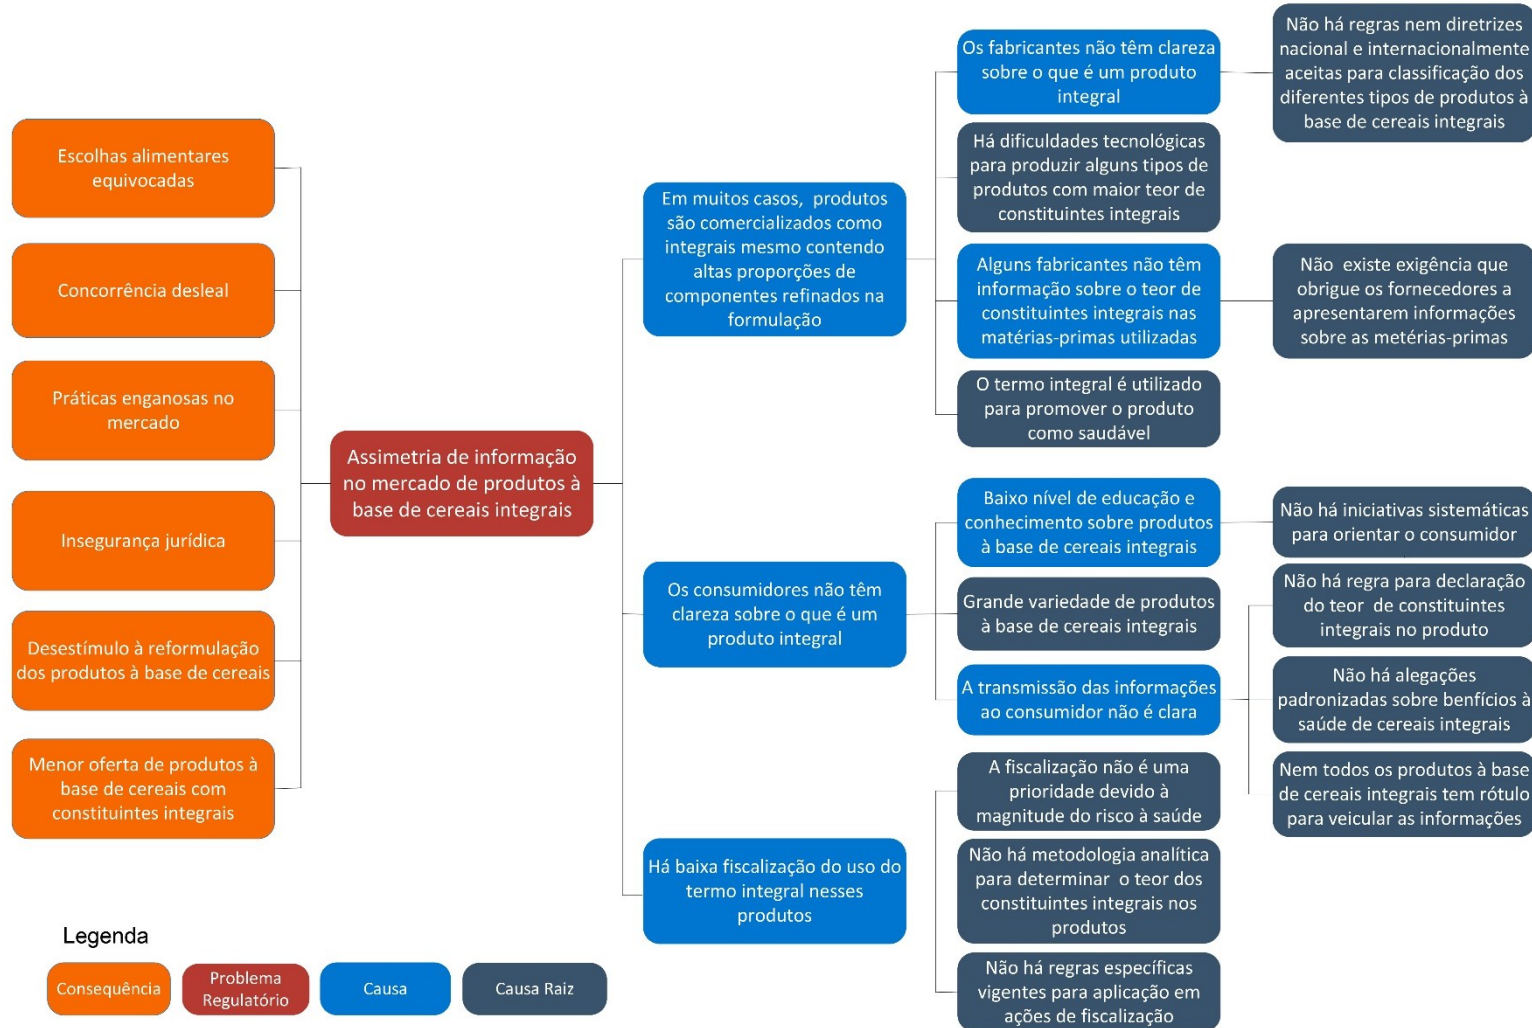 Escolhas alimentares
equivocadas
Concorrência desleal
Práticas enganosas no
mercado
Insegurança jurídica
Desestímulo à reformulação
dos produtos à base de cereais
Menor oferta de produtos à
base de cereais com
constituintes integrais
Assimetria de informação
no mercado de produtos à
base de cereais integrais
Em muitos casos, produtos
são comercializados como
integrais mesmo contendo
altas proporções de
componentes refinados na
formulação
Os consumidores não têm
clareza sobre o que é um
produto integral
Há baixa fiscalização do uso do
termo integral nesses
produtos
Os fabricantes não têm clareza
sobre o que é um produto
integral
Há dificuldades tecnológicas
para produzir alguns tipos de
produtos com maior teor de
constituintes integrais
Alguns fabricantes não têm
informação sobre o teor de
constituintes integrais nas
matérias-primas utilizadas
O termo integral é utilizado
para promover o produto
como saudável
Baixo nível de educação e
conhecimento sobre produtos
à base de cereais integrais
Grande variedade de produtos
à base de cereais integrais
A transmissão das informações
ao consumidor não é clara
A fiscalização não é uma
prioridade devido à
magnitude do risco à saúde
Não há metodologia analítica
para determinar o teor dos
constituintes integrais nos
produtos
Não há regras específicas
vigentes para aplicação em
ações de fiscalização
Não há regras nem diretrizes
nacional e internacionalmente
aceitas para classificação dos
diferentes tipos de produtos à
base de cereais integrais
Não existe exigência que
obrigue os fornecedores a
apresentarem informações
sobre as metérias-primas
Não há iniciativas sistemáticas
para orientar o consumidor
Não há regra para declaração
do teor de constituintes
integrais no produto
Não há alegações
padronizadas sobre benfícios à
saúde de cereais integrais
Nem todos os produtos à base
de cereais integrais tem rótulo
para veicular as informações
Legenda
Consequência
Problema
Regulatório
Causa
Causa Raiz